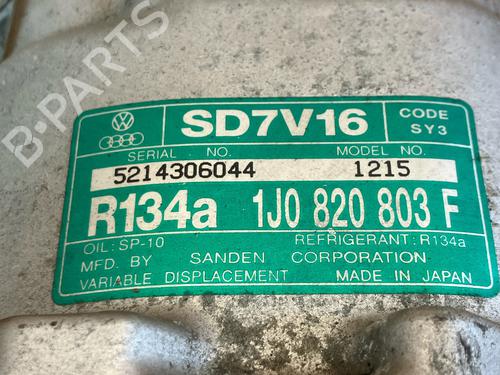 B-PARTS
SD7V16
CODE
SY3
SERIAL NO.
MODEL NO.
5214306044
1215
R134a 1J0 820 803 F
OIL: SP-10
REFRIGERANT: R134a
MFD. BY SANDEN CORPORATION
VARIABLE DISPLACEMENT
MADE IN JAPAN